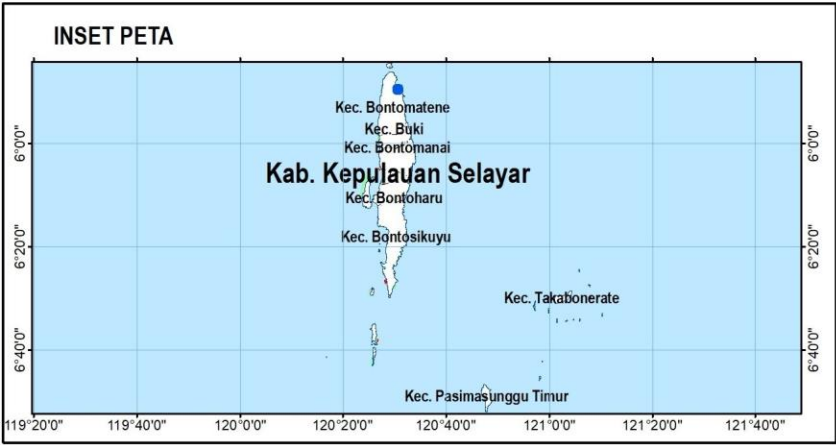 INSET PETA
Kec. Bontomatene
Kec. Buki
Kec. Bontomanai
Kab. Kepulauan Selayar
Kec. Bontoharu
Kec. Bontosikuyu
Kec. Takabonerate
Kec. Pasimasunggu Timur
6°0'0"
6°0'0"
6°20'0"
6°20'0"
6°40'0"
6°40'0"
119°20'0" 119°40'0" 120°0'0" 120°20'0" 120°40'0" 121°0'0" 121°20'0" 121°40'0"